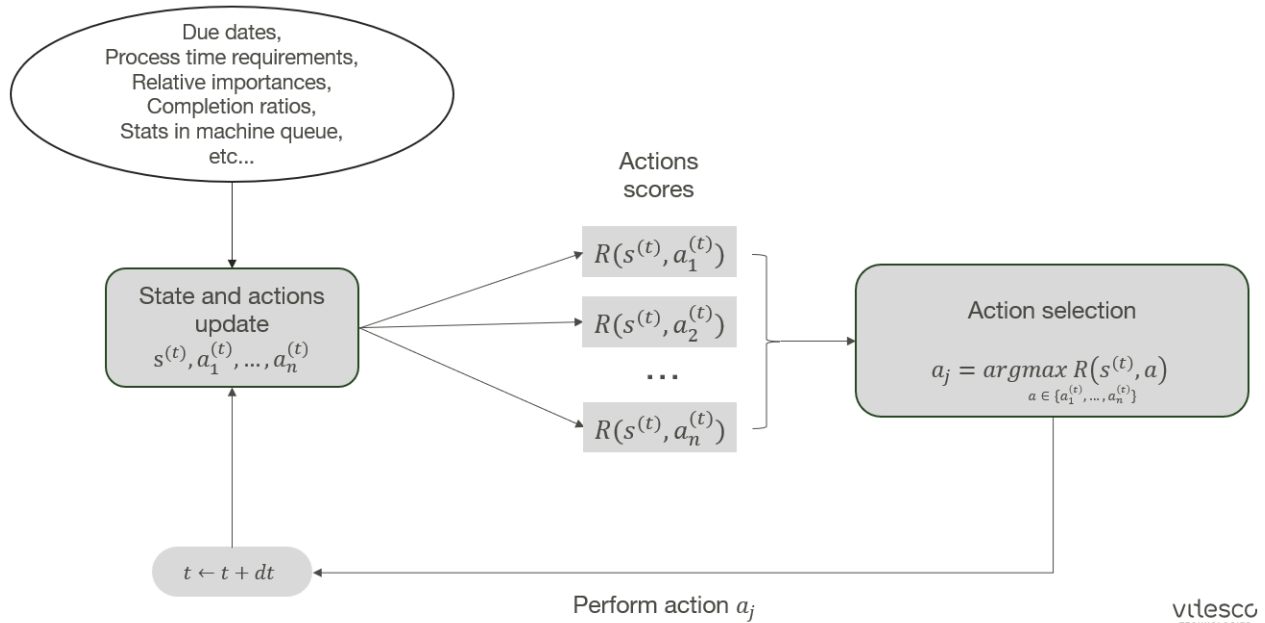 Due dates,
Process time requirements,
Relative importances,
Completion ratios,
Stats in machine queue,
etc...
Actions
scores
State and actions
update
s^{(t)}, a_1^{(t)}, ..., a_n^{(t)}
R(s^{(t)}, a_1^{(t)})
R(s^{(t)}, a_2^{(t)})
...
R(s^{(t)}, a_n^{(t)})
Action selection
a_j = argmax R(s^{(t)}, a)
a ∈ {a_1^{(t)}, ..., a_n^{(t)}}
t ← t + dt
Perform action a_j
vitesco